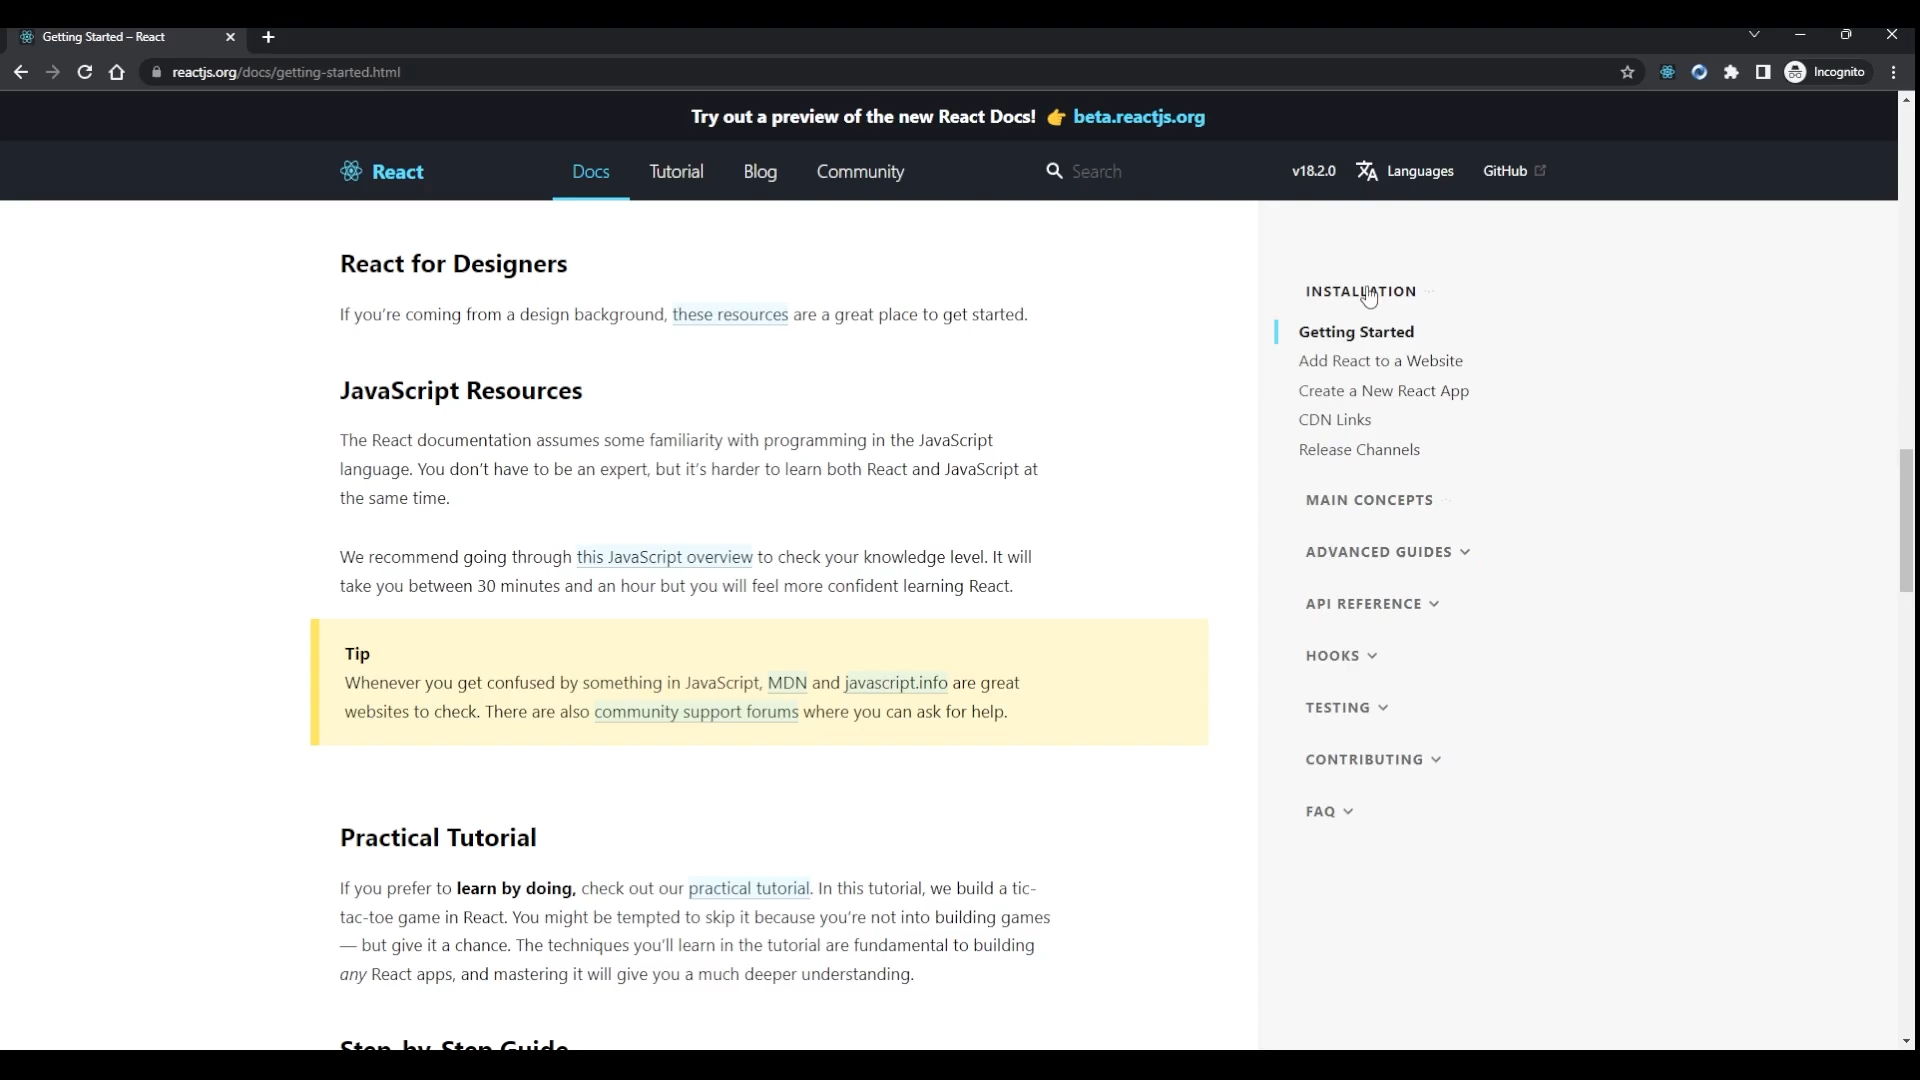 Getting Started – React
reactjs.org/docs/getting-started.html
Incognito
Try out a preview of the new React Docs! 👉 beta.reactjs.org
React
Docs
Tutorial
Blog
Community
Search
v18.2.0
Languages
GitHub
React for Designers
If you're coming from a design background, these resources are a great place to get started.
JavaScript Resources
The React documentation assumes some familiarity with programming in the JavaScript
language. You don't have to be an expert, but it's harder to learn both React and JavaScript at
the same time.
We recommend going through this JavaScript overview to check your knowledge level. It will
take you between 30 minutes and an hour but you will feel more confident learning React.
Tip
Whenever you get confused by something in JavaScript, MDN and javascript.info are great
websites to check. There are also community support forums where you can ask for help.
Practical Tutorial
If you prefer to learn by doing, check out our practical tutorial. In this tutorial, we build a tic-
tac-toe game in React. You might be tempted to skip it because you're not into building games
— but give it a chance. The techniques you'll learn in the tutorial are fundamental to building
any React apps, and mastering it will give you a much deeper understanding.
Step-by-Step Guide
INSTALLATION
Getting Started
Add React to a Website
Create a New React App
CDN Links
Release Channels
MAIN CONCEPTS
ADVANCED GUIDES
API REFERENCE
HOOKS
TESTING
CONTRIBUTING
FAQ